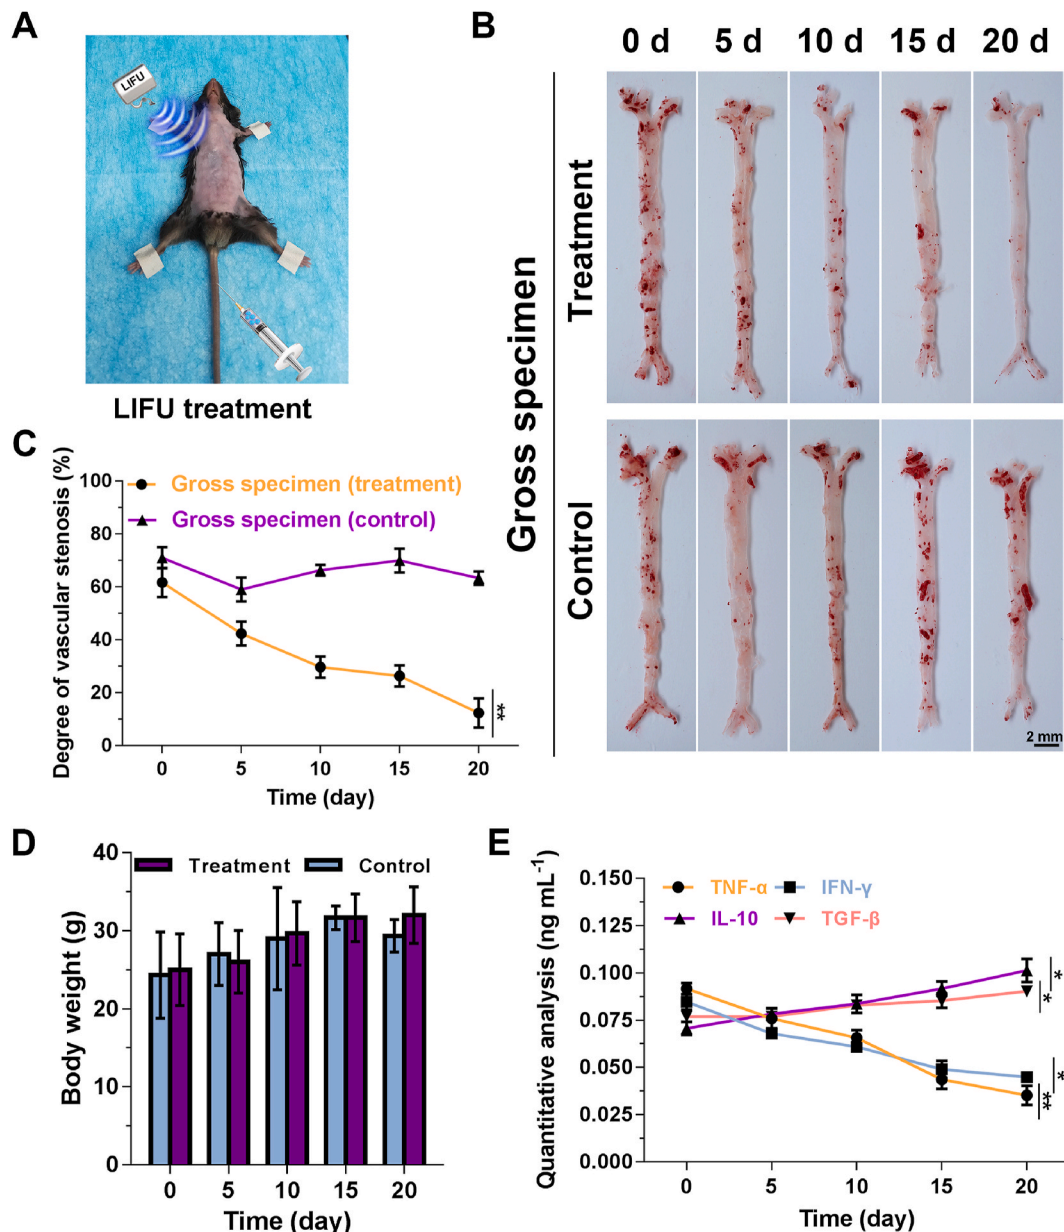 A
LIFU
LIFU treatment
B
0 d 5 d 10 d 15 d 20 d
Gross specimen
Treatment
Control
2 mm
C
Degree of vascular stenosis (%)
100
80
60
40
20
0
Gross specimen (treatment)
Gross specimen (control)
**
0 5 10 15 20
Time (day)
D
Body weight (g)
40
30
20
10
0
Treatment Control
0 5 10 15 20
Time (day)
E
Quantitative analysis (ng mL⁻¹)
0.150
0.125
0.100
0.075
0.050
0.025
0.000
TNF-α IFN-γ
IL-10 TGF-β
*
*
*
**
0 5 10 15 20
Time (day)